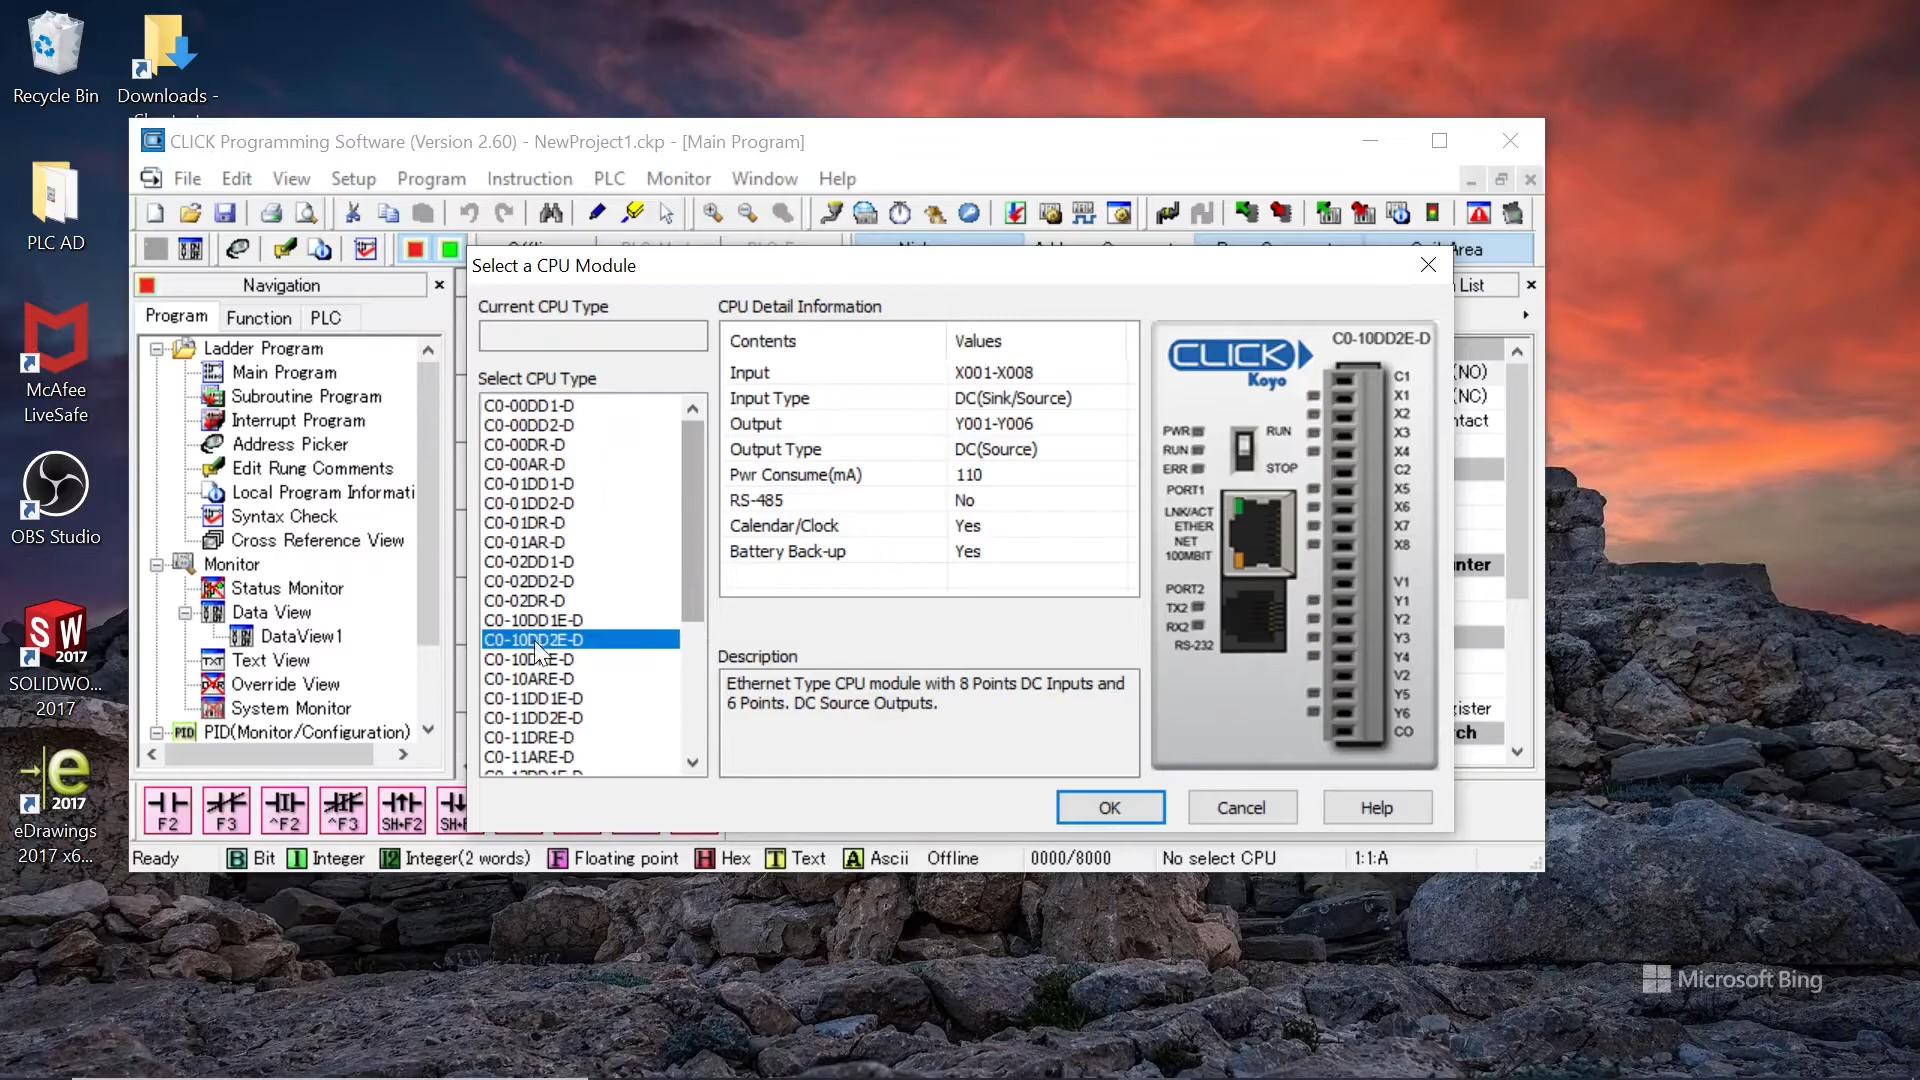 Recycle Bin
Downloads -
PLC AD
McAfee
LiveSafe
OBS Studio
SW
2017
SOLIDWO...
2017
2017
eDrawings
2017 x6...
CLICK Programming Software (Version 2.60) - NewProject1.ckp - [Main Program]
File Edit View Setup Program Instruction PLC Monitor Window Help
Area
Navigation
List
Program Function PLC
Ladder Program
Main Program
Subroutine Program
Interrupt Program
Address Picker
Edit Rung Comments
Local Program Informati
Syntax Check
Cross Reference View
Monitor
Status Monitor
Data View
DataView1
Text View
Override View
System Monitor
PID PID(Monitor/Configuration)
Select a CPU Module
Current CPU Type
Select CPU Type
C0-00DD1-D
C0-00DD2-D
C0-00DR-D
C0-00AR-D
C0-01DD1-D
C0-01DD2-D
C0-01DR-D
C0-01AR-D
C0-02DD1-D
C0-02DD2-D
C0-02DR-D
C0-10DD1E-D
C0-10DD2E-D
C0-10DRE-D
C0-10ARE-D
C0-11DD1E-D
C0-11DD2E-D
C0-11DRE-D
C0-11ARE-D
CPU Detail Information
Contents Values
Input X001-X008
Input Type DC(Sink/Source)
Output Y001-Y006
Output Type DC(Source)
Pwr Consume(mA) 110
RS-485 No
Calendar/Clock Yes
Battery Back-up Yes
Description
Ethernet Type CPU module with 8 Points DC Inputs and
6 Points. DC Source Outputs.
CLICK
Koyo
C0-10DD2E-D
PWR
RUN
ERR
RUN
STOP
PORT1
LNK/ACT
ETHER
NET
100MBIT
PORT2
TX2
RX2
RS-232
C1
X1
X2
X3
X4
C2
X5
X6
X7
X8
V1
Y1
Y2
Y3
Y4
V2
Y5
Y6
C0
(NO)
(NC)
ntact
nter
jister
ch
OK Cancel Help
F2 F3 ^F2 ^F3 SH+F2
Ready B Bit I Integer I2 Integer(2 words) F Floating point H Hex T Text A Ascii Offline 0000/8000 No select CPU 1:1:A
Microsoft Bing